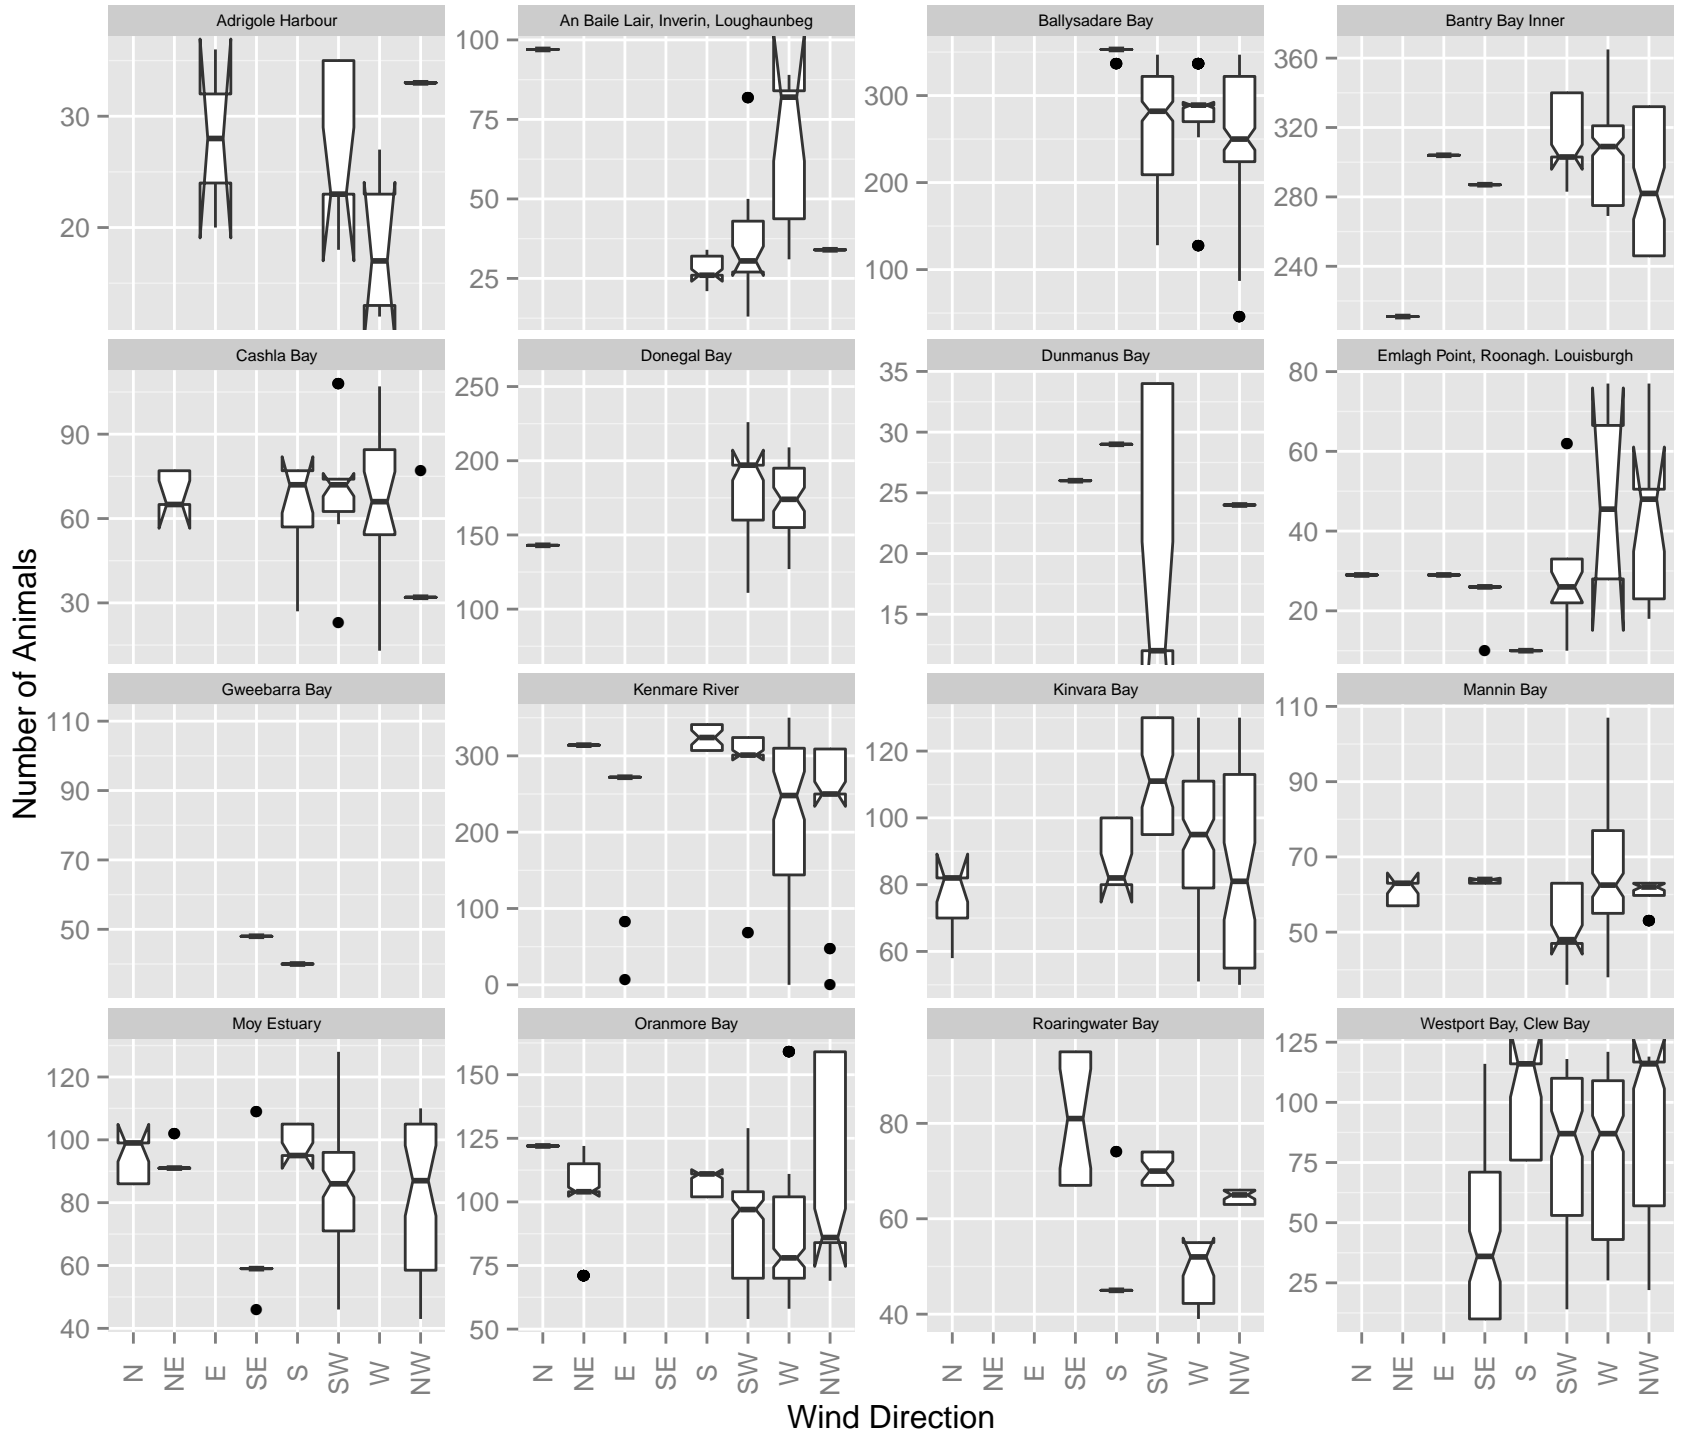 Number of Animals
Adrigole Harbour
30
20
An Baile Lair, Inverin, Loughaunbeg
100
75
50
25
Ballysadare Bay
300
200
100
Bantry Bay Inner
360
320
280
240
Cashla Bay
90
60
30
Donegal Bay
250
200
150
100
Dunmanus Bay
35
30
25
20
15
Emlagh Point, Roonagh. Louisburgh
80
60
40
20
Gweebarra Bay
110
90
70
50
Kenmare River
300
200
100
0
Kinvara Bay
120
100
80
60
Mannin Bay
110
90
70
50
Moy Estuary
120
100
80
60
40
Oranmore Bay
150
125
100
75
50
Roaringwater Bay
80
60
40
Westport Bay, Clew Bay
125
100
75
50
25
N NE E SE S SW W NW
N NE E SE S SW W NW
N NE E SE S SW W NW
N NE E SE S SW W NW
Wind Direction